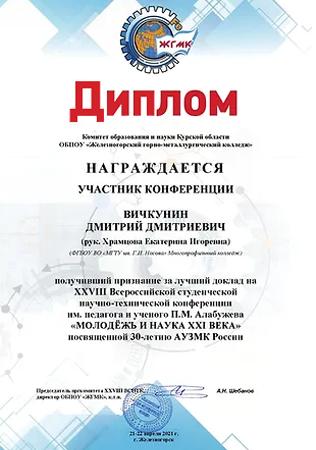 ЖГМК
Диплом
Комитет образования и науки Курской области
ОБПОУ «Железногорский горно-металлургический колледж»
НАГРАЖДАЕТСЯ
УЧАСТНИК КОНФЕРЕНЦИИ
ВИЧКУНИН
ДМИТРИЙ ДМИТРИЕВИЧ
(рук. Храмцова Екатерина Игоревна)
(ФГБОУ ВО «МГТУ им. Г.И. Носова» Многопрофильный колледж)
получивший признание за лучший доклад на
XXVIII Всероссийской студенческой
научно-технической конференции
им. педагога и ученого П.М. Алабужева
«МОЛОДЁЖЬ И НАУКА XXI ВЕКА»
посвященной 30-летию АУЗМК России
Председатель оргкомитета XXVIII
директор ОБПОУ «ЖГМК», к.т.н.
А.Н. Шебанов
21-22 апреля 2021 г
г. Железногорск